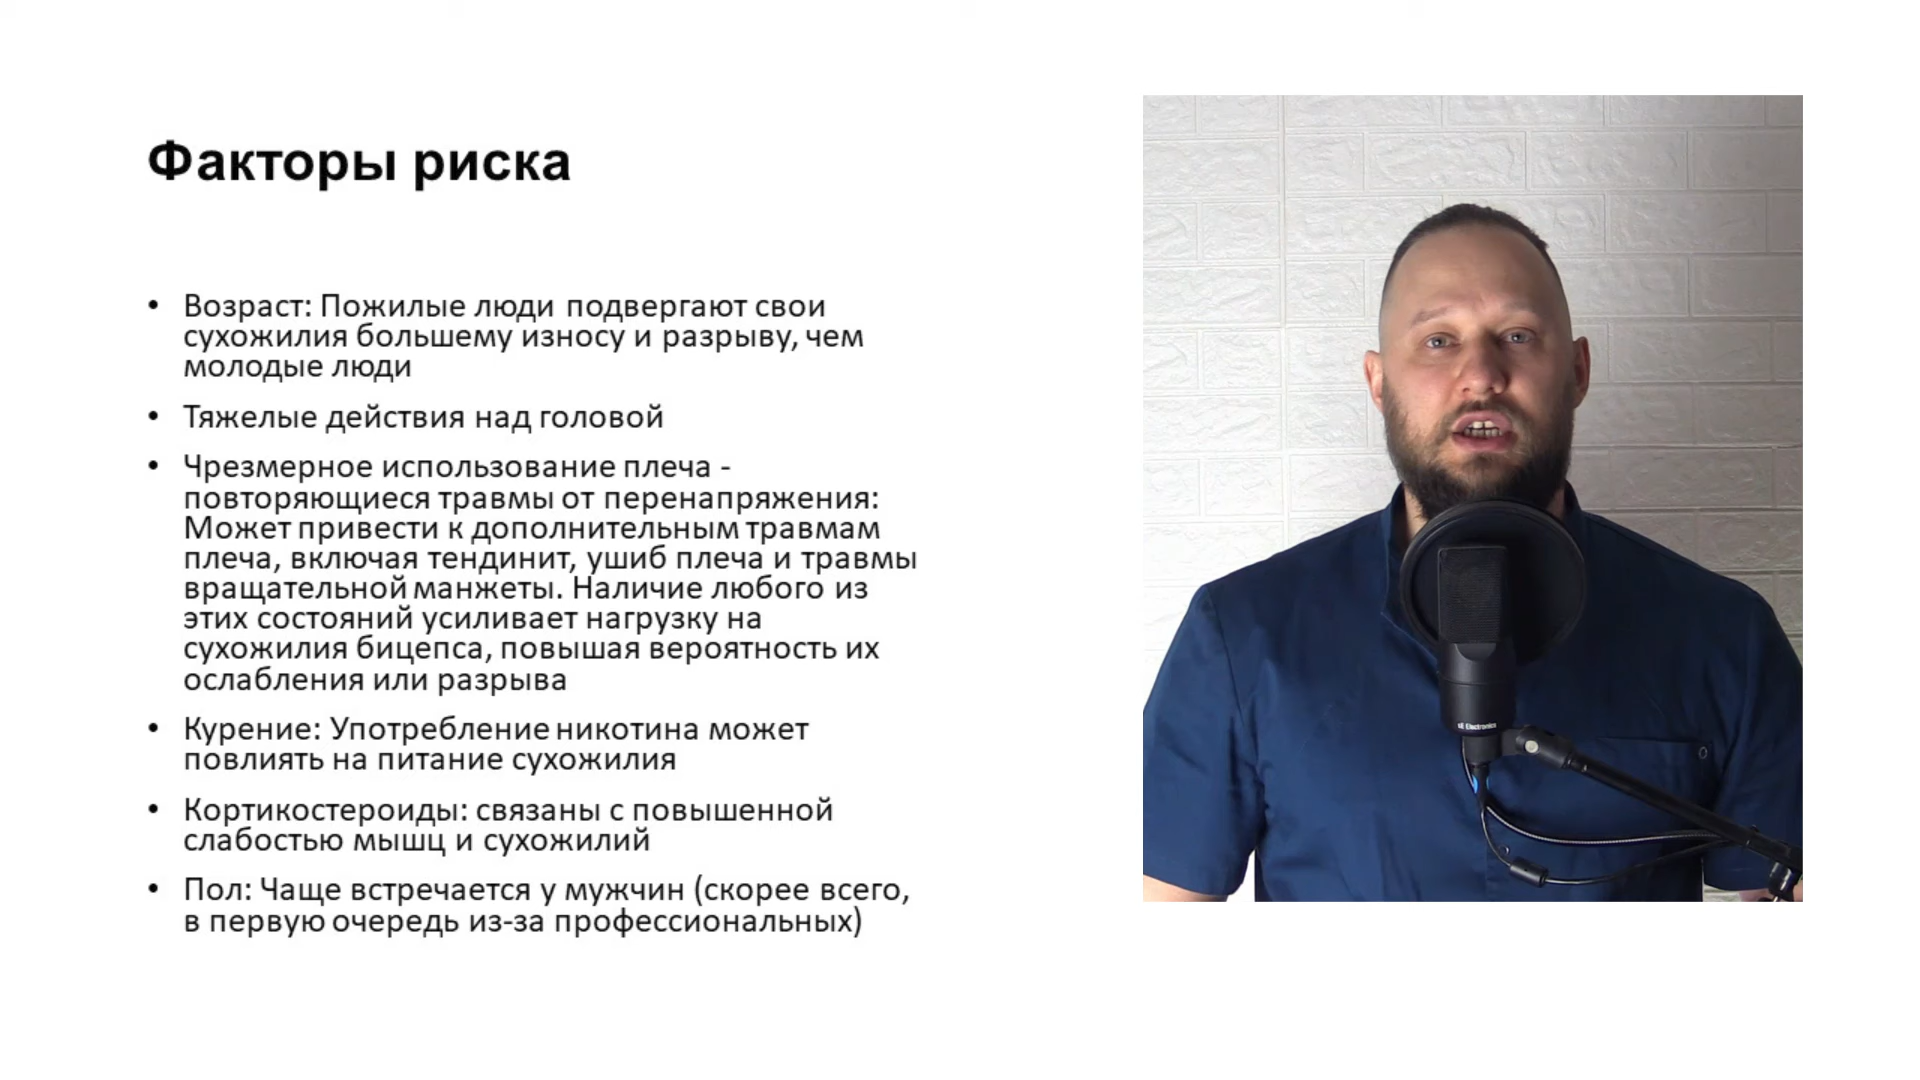 Факторы риска
• Возраст: Пожилые люди подвергают свои
сухожилия большему износу и разрыву, чем
молодые люди
• Тяжелые действия над головой
• Чрезмерное использование плеча -
повторяющиеся травмы от перенапряжения:
Может привести к дополнительным травмам
плеча, включая тендинит, ушиб плеча и травмы
вращательной манжеты. Наличие любого из
этих состояний усиливает нагрузку на
сухожилия бицепса, повышая вероятность их
ослабления или разрыва
• Курение: Употребление никотина может
повлиять на питание сухожилия
• Кортикостероиды: связаны с повышенной
слабостью мышц и сухожилий
• Пол: Чаще встречается у мужчин (скорее всего,
в первую очередь из-за профессиональных)
sE Electronics